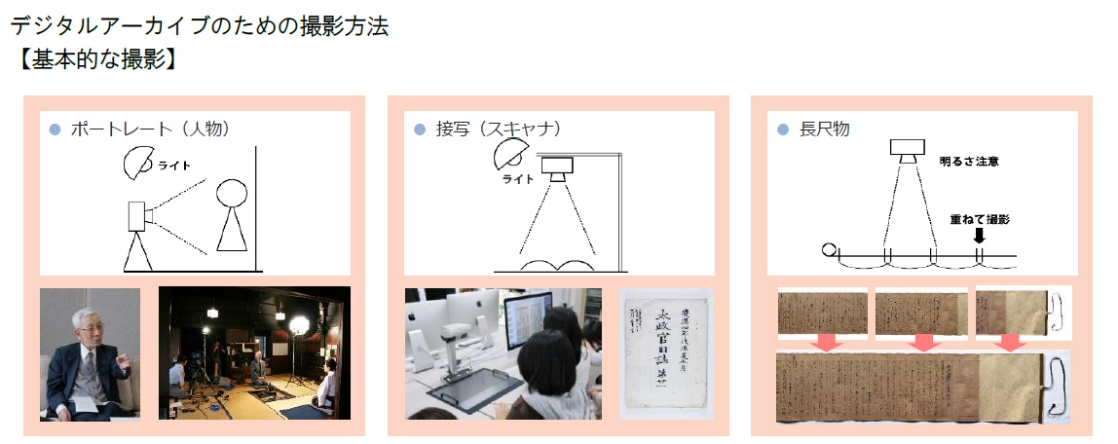 デジタルアーカイブのための撮影方法
【基本的な撮影】
● ポートレート（人物）
ライト
● 接写（スキャナ）
ライト
太政官日誌
● 長尺物
明るさ注意
重ねて撮影